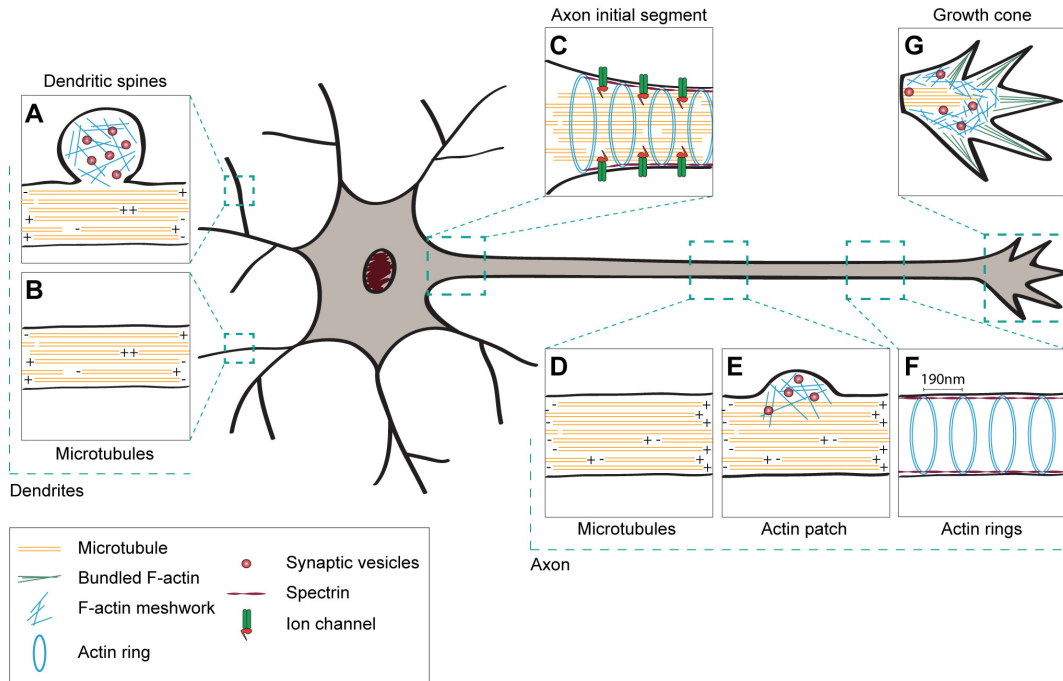 Axon initial segment
Growth cone
Dendritic spines
A
- +
++
+ -
- +
B
- +
++
+ -
- +
Microtubules
Dendrites
C
G
D
- +
- +
- +
- + - +
- +
- + - +
E
- +
- +
- +
- + - +
- +
- + - +
F
190nm
Microtubules
Actin patch
Actin rings
Axon
Microtubule
Bundled F-actin
F-actin meshwork
Actin ring
Synaptic vesicles
Spectrin
Ion channel